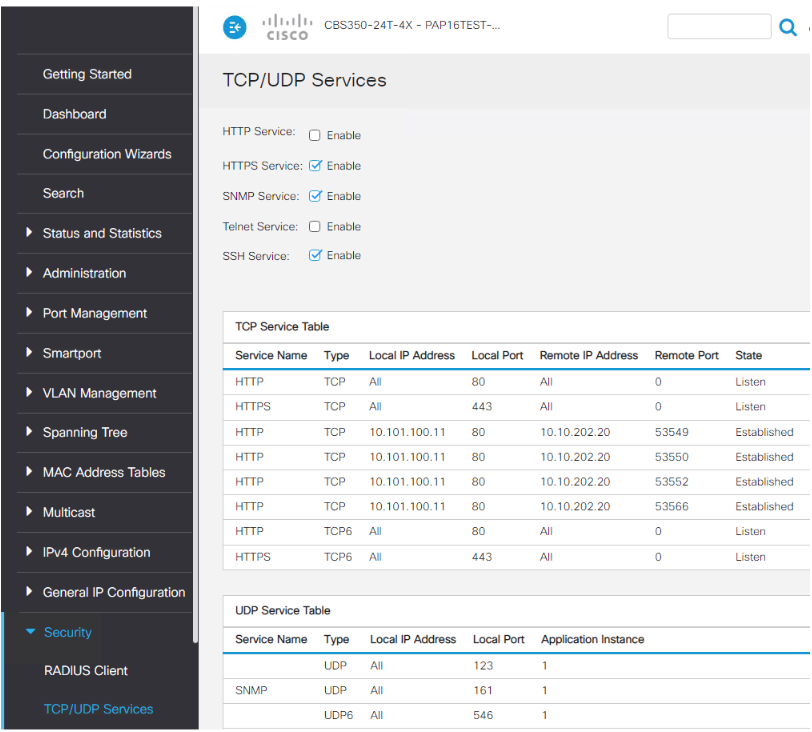 CISCO
CBS350-24T-4X - PAP16TEST-...
Getting Started
Dashboard
Configuration Wizards
Search
Status and Statistics
Administration
Port Management
Smartport
VLAN Management
Spanning Tree
MAC Address Tables
Multicast
IPv4 Configuration
General IP Configuration
Security
RADIUS Client
TCP/UDP Services
TCP/UDP Services
HTTP Service: Enable
HTTPS Service: Enable
SNMP Service: Enable
Telnet Service: Enable
SSH Service: Enable
TCP Service Table
Service Name Type Local IP Address Local Port Remote IP Address Remote Port State
HTTP TCP All 80 All 0 Listen
HTTPS TCP All 443 All 0 Listen
HTTP TCP 10.101.100.11 80 10.10.202.20 53549 Established
HTTP TCP 10.101.100.11 80 10.10.202.20 53550 Established
HTTP TCP 10.101.100.11 80 10.10.202.20 53552 Established
HTTP TCP 10.101.100.11 80 10.10.202.20 53566 Established
HTTP TCP6 All 80 All 0 Listen
HTTPS TCP6 All 443 All 0 Listen
UDP Service Table
Service Name Type Local IP Address Local Port Application Instance
UDP All 123 1
SNMP UDP All 161 1
UDP6 All 546 1